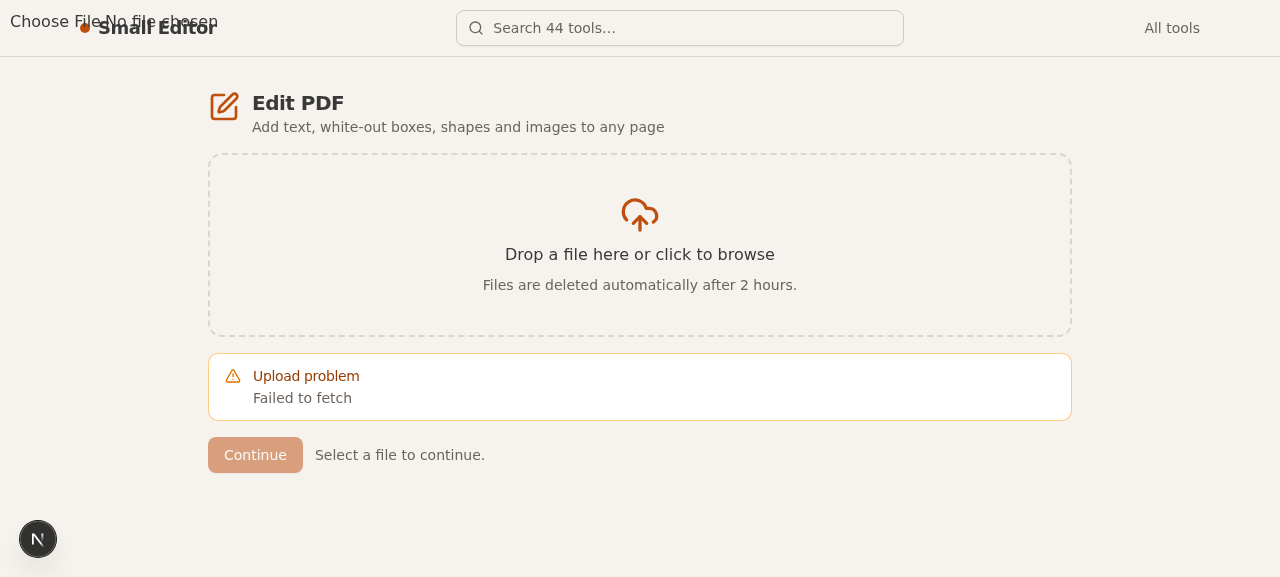 Choose File No file chosen
Small Editor
Search 44 tools…
All tools
Edit PDF
Add text, white-out boxes, shapes and images to any page
Drop a file here or click to browse
Files are deleted automatically after 2 hours.
Upload problem
Failed to fetch
Continue
Select a file to continue.
N